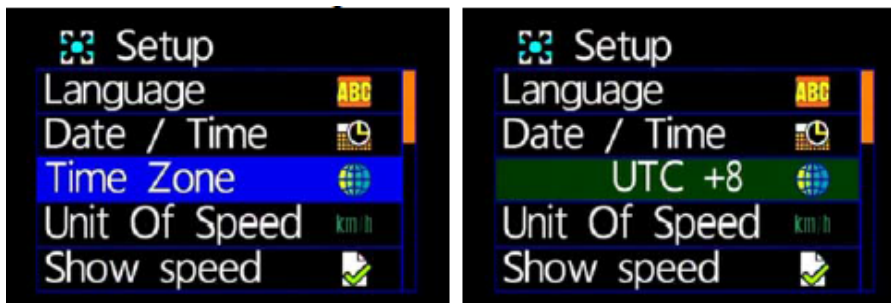 Setup
Language ABC
Date / Time
Time Zone
Unit Of Speed km/h
Show speed
Setup
Language ABC
Date / Time
UTC +8
Unit Of Speed km/h
Show speed